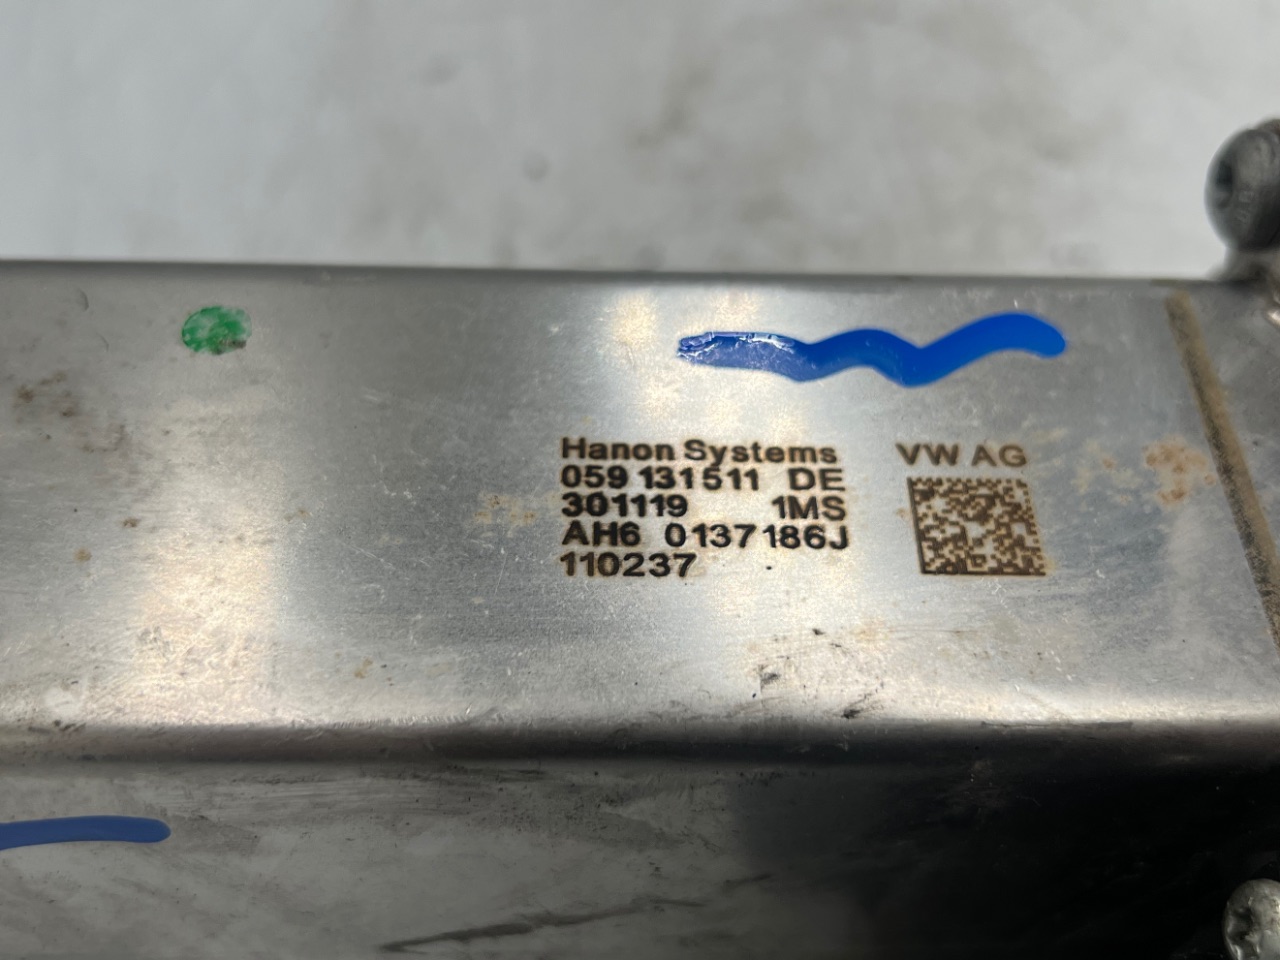 Hanon Systems
059 131 511 DE
301119 1MS
AH6 0137186J
110237
VW AG